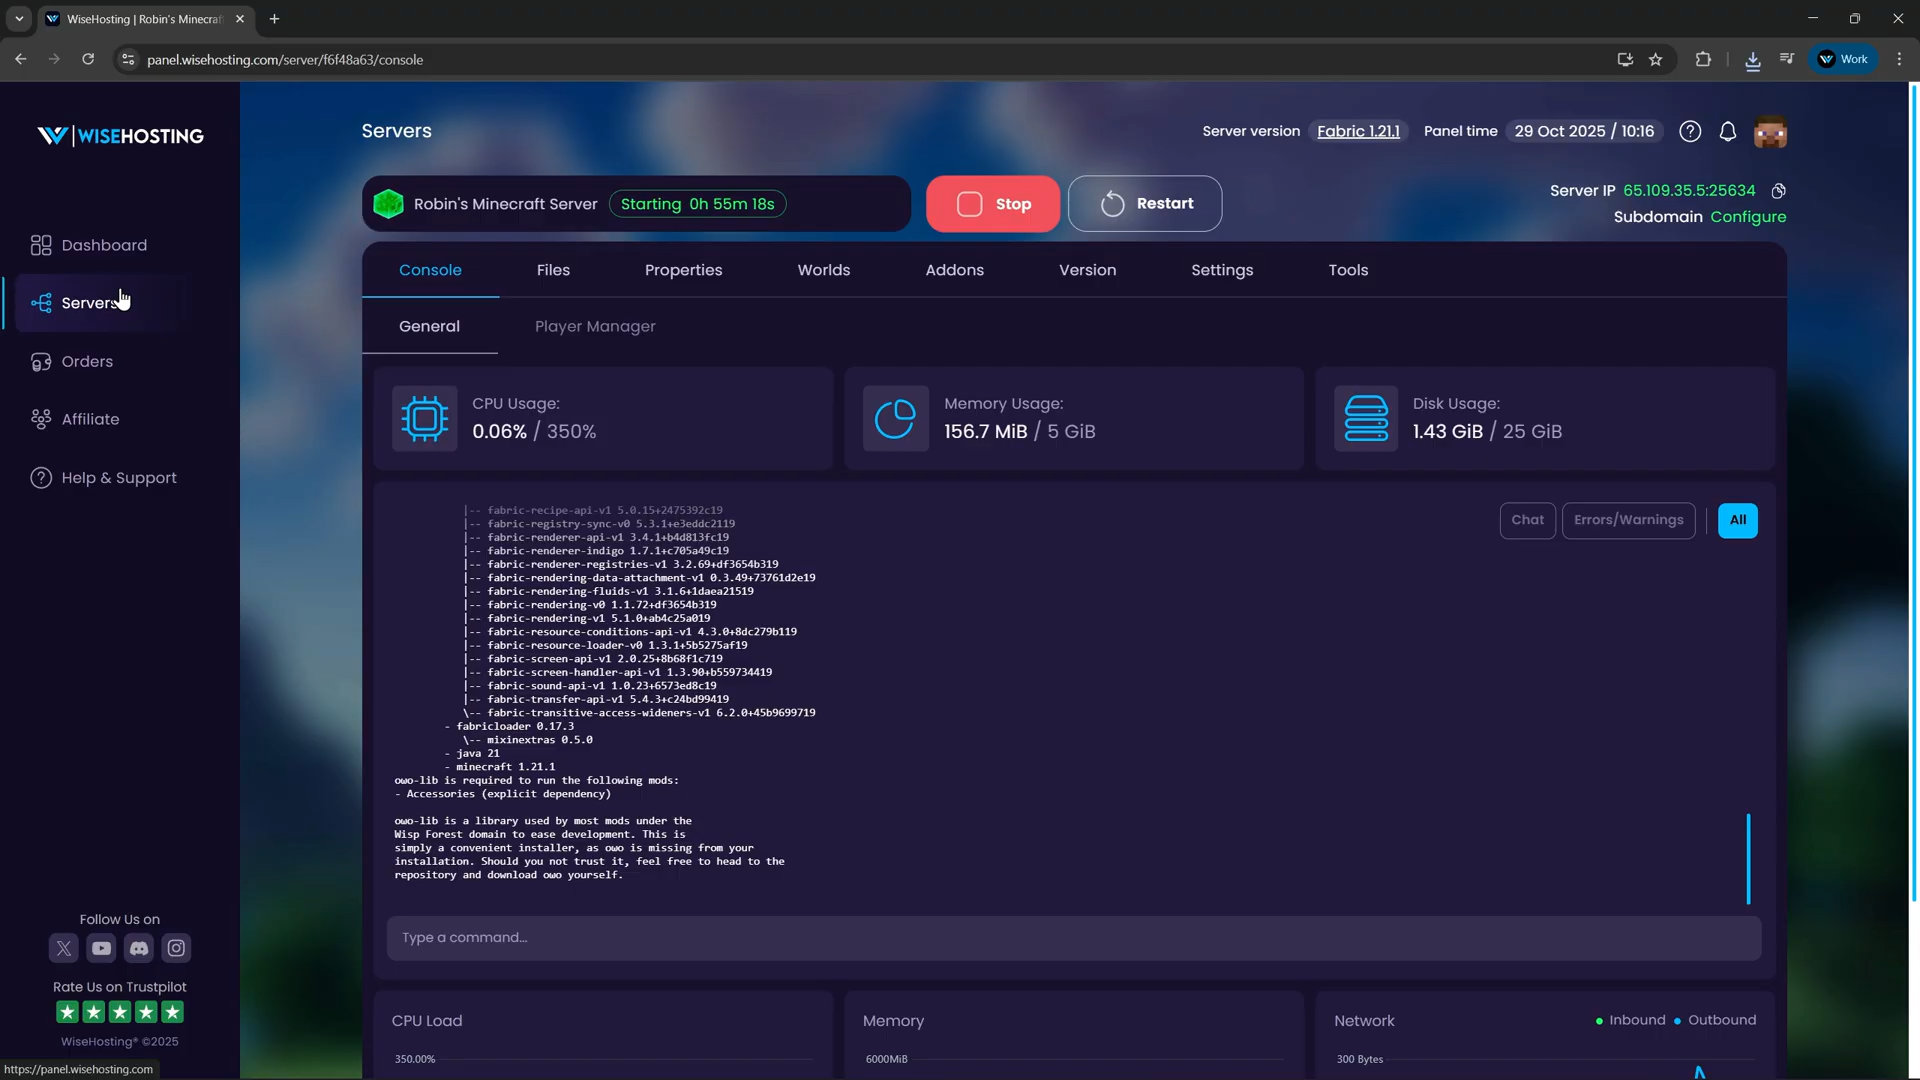 WiseHosting | Robin's Minecraf
panel.wisehosting.com/server/f6f48a63/console
Work
WISEHOSTING
Servers
Server version Fabric 1.21.1 Panel time 29 Oct 2025 / 10:16
Robin's Minecraft Server Starting 0h 55m 18s
Stop
Restart
Server IP 65.109.35.5:25634
Subdomain Configure
Dashboard
Servers
Orders
Affiliate
Help & Support
Console Files Properties Worlds Addons Version Settings Tools
General Player Manager
CPU Usage:
0.06% / 350%
Memory Usage:
156.7 MiB / 5 GiB
Disk Usage:
1.43 GiB / 25 GiB
Chat Errors/Warnings All
|-- fabric-recipe-api-v1 5.0.15+2475392c19
|-- fabric-registry-sync-v0 5.3.1+e3eddc2119
|-- fabric-renderer-api-v1 3.4.1+b4d813fc19
|-- fabric-renderer-indigo 1.7.1+c705a49c19
|-- fabric-renderer-registries-v1 3.2.69+df3654b319
|-- fabric-rendering-data-attachment-v1 0.3.49+73761d2e19
|-- fabric-rendering-fluids-v1 3.1.6+1daea21519
|-- fabric-rendering-v0 1.1.72+df3654b319
|-- fabric-rendering-v1 5.1.0+ab4c25a019
|-- fabric-resource-conditions-api-v1 4.3.0+8dc279b119
|-- fabric-resource-loader-v0 1.3.1+5b5275af19
|-- fabric-screen-api-v1 2.0.25+8b68f1c719
|-- fabric-screen-handler-api-v1 1.3.90+b559734419
|-- fabric-sound-api-v1 1.0.23+6573ed8c19
|-- fabric-transfer-api-v1 5.4.3+c24bd99419
\-- fabric-transitive-access-wideners-v1 6.2.0+45b9699719
- fabricloader 0.17.3
\-- mixinextras 0.5.0
- java 21
- minecraft 1.21.1
owo-lib is required to run the following mods:
- Accessories (explicit dependency)
owo-lib is a library used by most mods under the
Wisp Forest domain to ease development. This is
simply a convenient installer, as owo is missing from your
installation. Should you not trust it, feel free to head to the
repository and download owo yourself.
Type a command...
CPU Load
350.00%
Memory
6000MiB
Network
Inbound Outbound
300 Bytes
Follow Us on
Rate Us on Trustpilot
WiseHosting® ©2025
https://panel.wisehosting.com